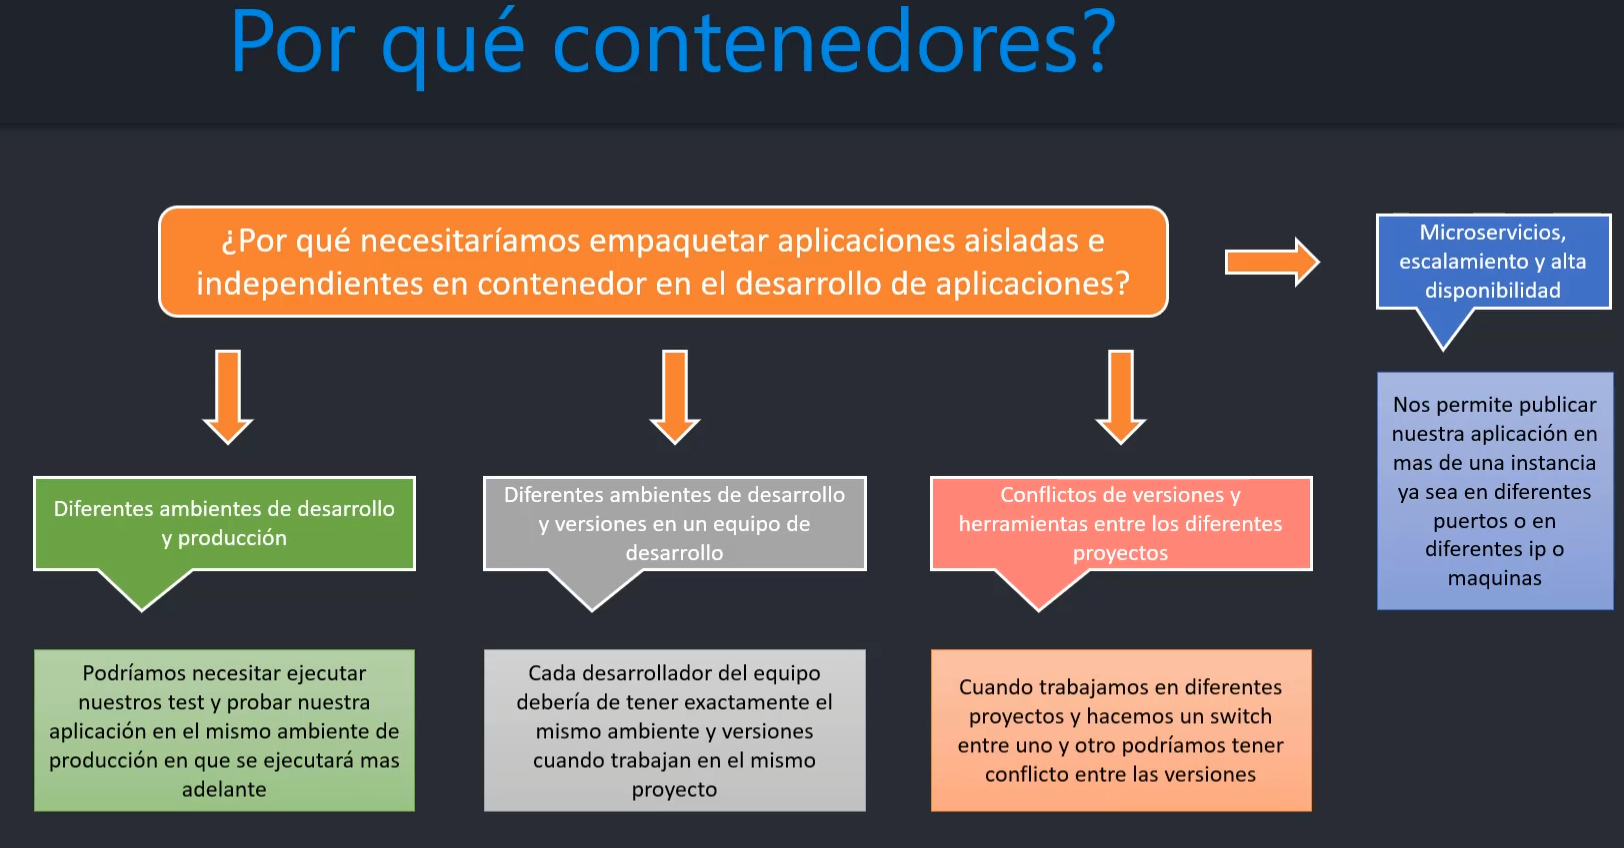 Por qué contenedores?
¿Por qué necesitaríamos empaquetar aplicaciones aisladas e
independientes en contenedor en el desarrollo de aplicaciones?
Microservicios,
escalamiento y alta
disponibilidad
Nos permite publicar
nuestra aplicación en
mas de una instancia
ya sea en diferentes
puertos o en
diferentes ip o
maquinas
Diferentes ambientes de desarrollo
y producción
Podríamos necesitar ejecutar
nuestros test y probar nuestra
aplicación en el mismo ambiente de
producción en que se ejecutará mas
adelante
Diferentes ambientes de desarrollo
y versiones en un equipo de
desarrollo
Cada desarrollador del equipo
debería de tener exactamente el
mismo ambiente y versiones
cuando trabajan en el mismo
proyecto
Conflictos de versiones y
herramientas entre los diferentes
proyectos
Cuando trabajamos en diferentes
proyectos y hacemos un switch
entre uno y otro podríamos tener
conflicto entre las versiones